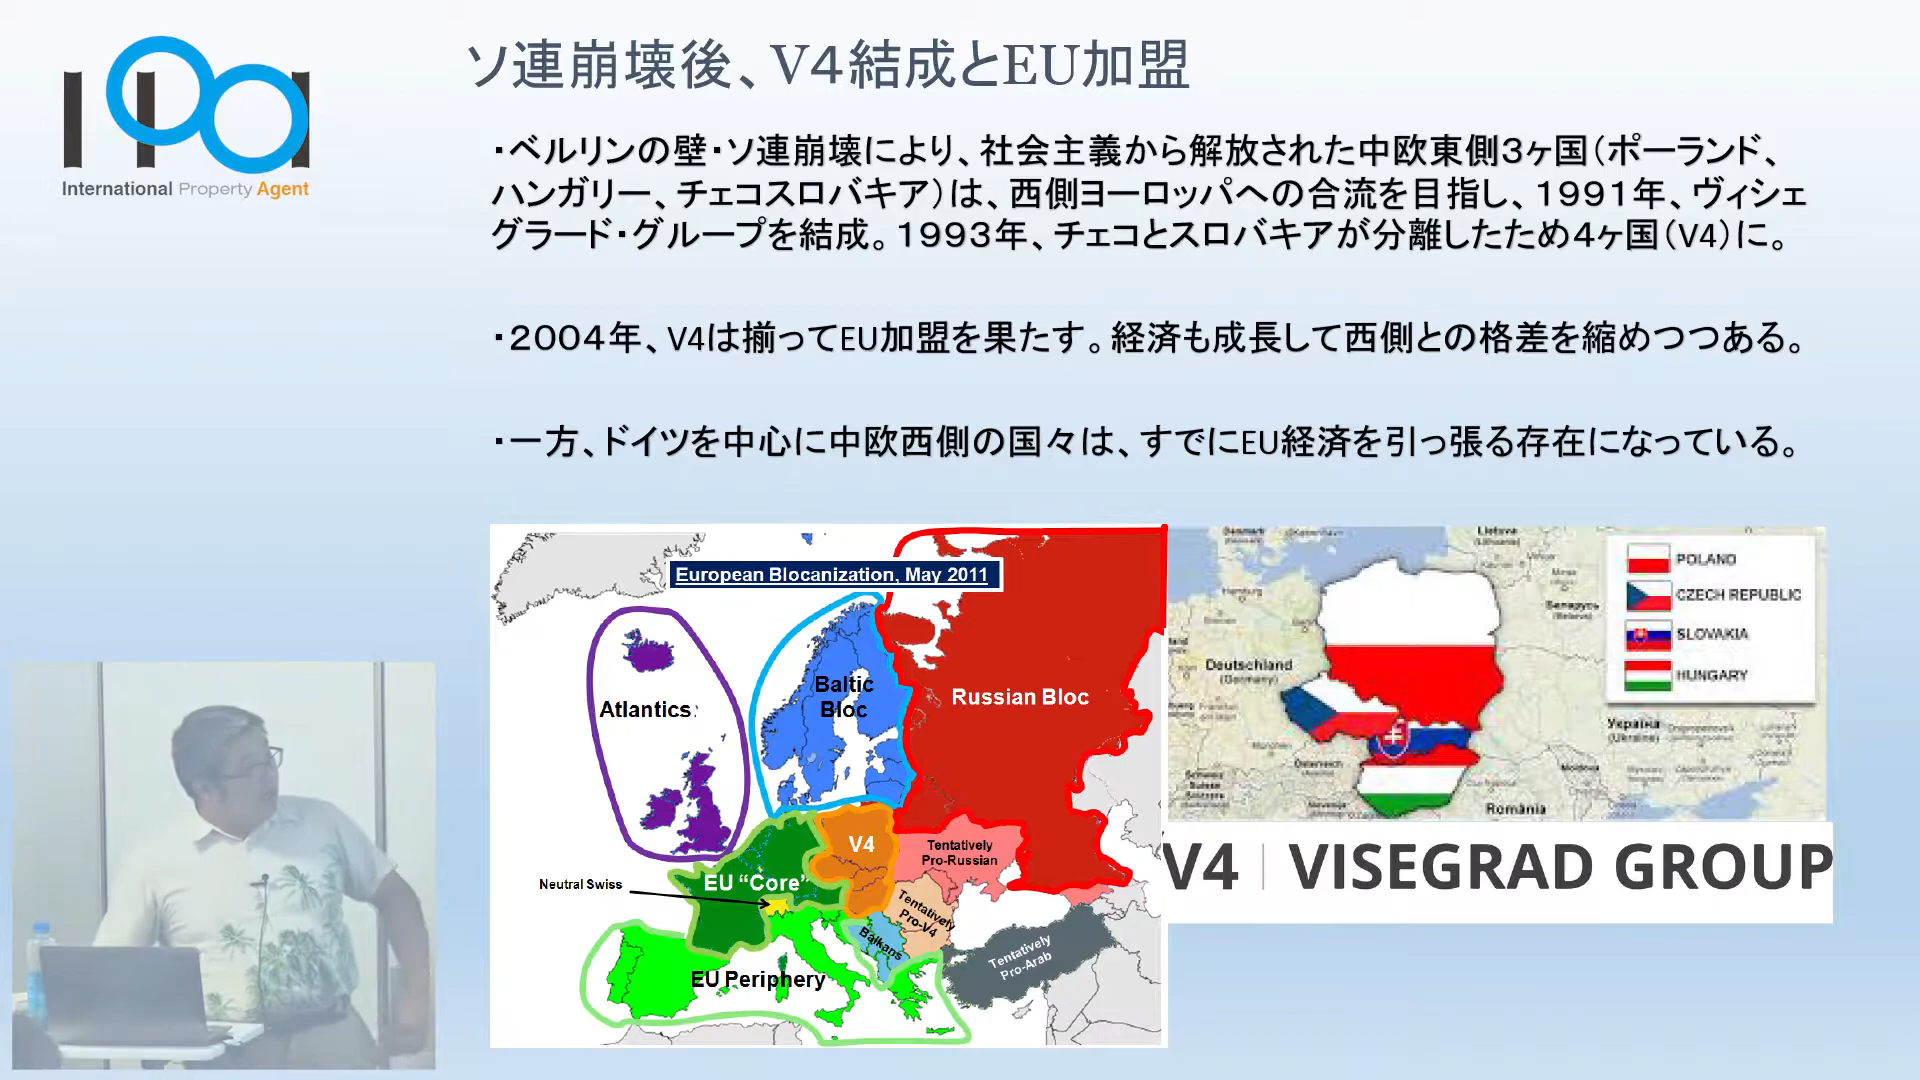 International Property Agent
ソ連崩壊後、V４結成とEU加盟
・ベルリンの壁・ソ連崩壊により、社会主義から解放された中欧東側３ヶ国（ポーランド、
ハンガリー、チェコスロバキア）は、西側ヨーロッパへの合流を目指し、１９９１年、ヴィシェ
グラード・グループを結成。１９９３年、チェコとスロバキアが分離したため４ヶ国（V4）に。
・２００４年、V4は揃ってEU加盟を果たす。経済も成長して西側との格差を縮めつつある。
・一方、ドイツを中心に中欧西側の国々は、すでにEU経済を引っ張る存在になっている。
European Blocanization, May 2011
Atlantics
Baltic
Bloc
Russian Bloc
V4
Tentatively
Pro-Russian
EU “Core”
Neutral Swiss
Tentatively
Pro-V4
Balkans
Tentatively
Pro-Arab
EU Periphery
POLAND
CZECH REPUBLIC
SLOVAKIA
HUNGARY
Deutschland
(Germany)
Україна
(Ukraine)
România
V4 | VISEGRAD GROUP